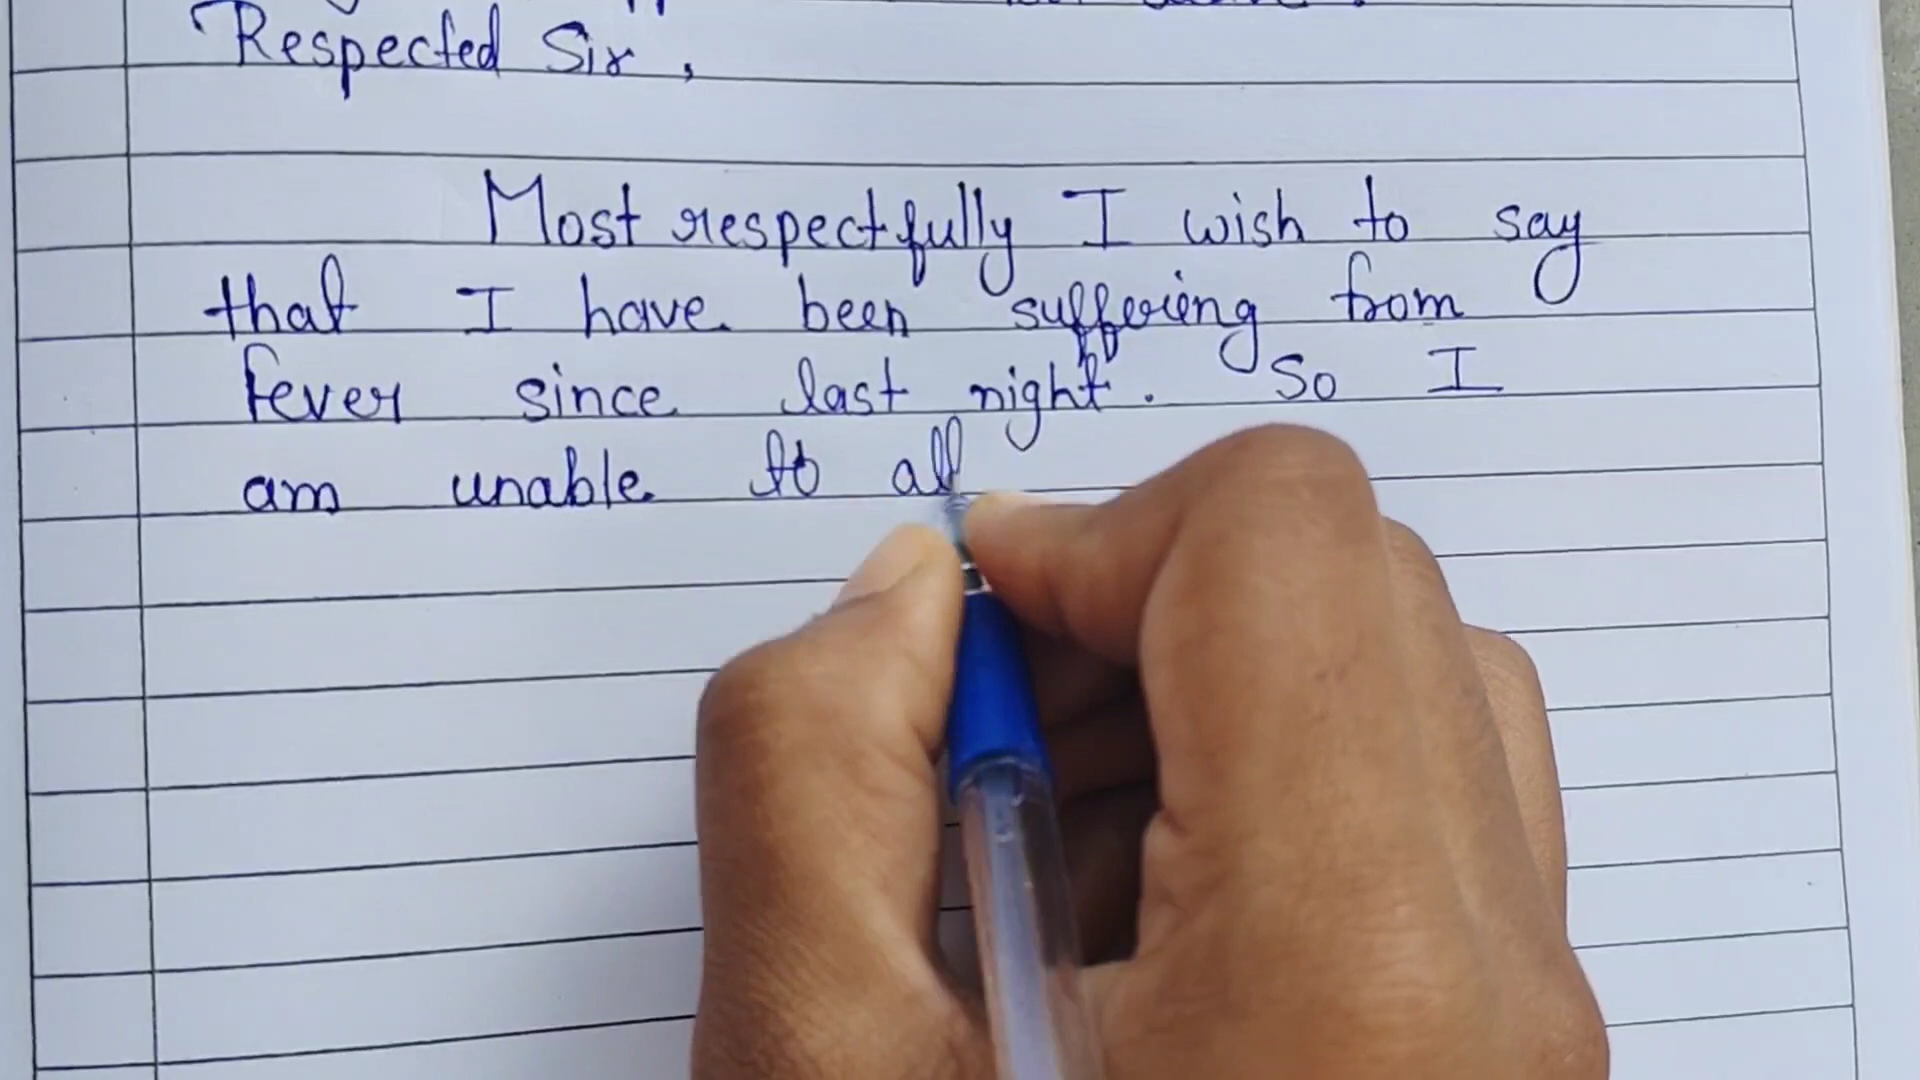 Respected Sir,
Most respectfully I wish to say
that I have been suffering from
fever since last night. So I
am unable to